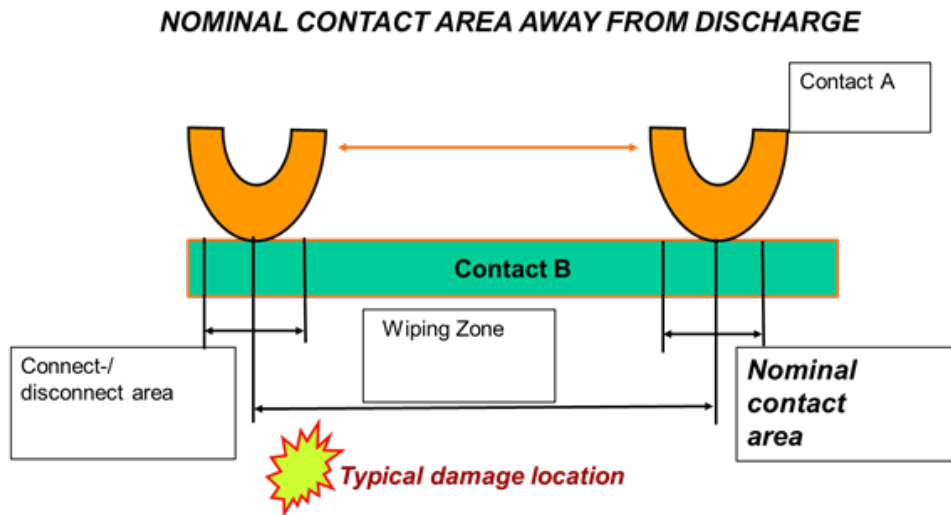 NOMINAL CONTACT AREA AWAY FROM DISCHARGE
Contact A
Contact B
Wiping Zone
Connect-/
disconnect area
Nominal
contact
area
Typical damage location